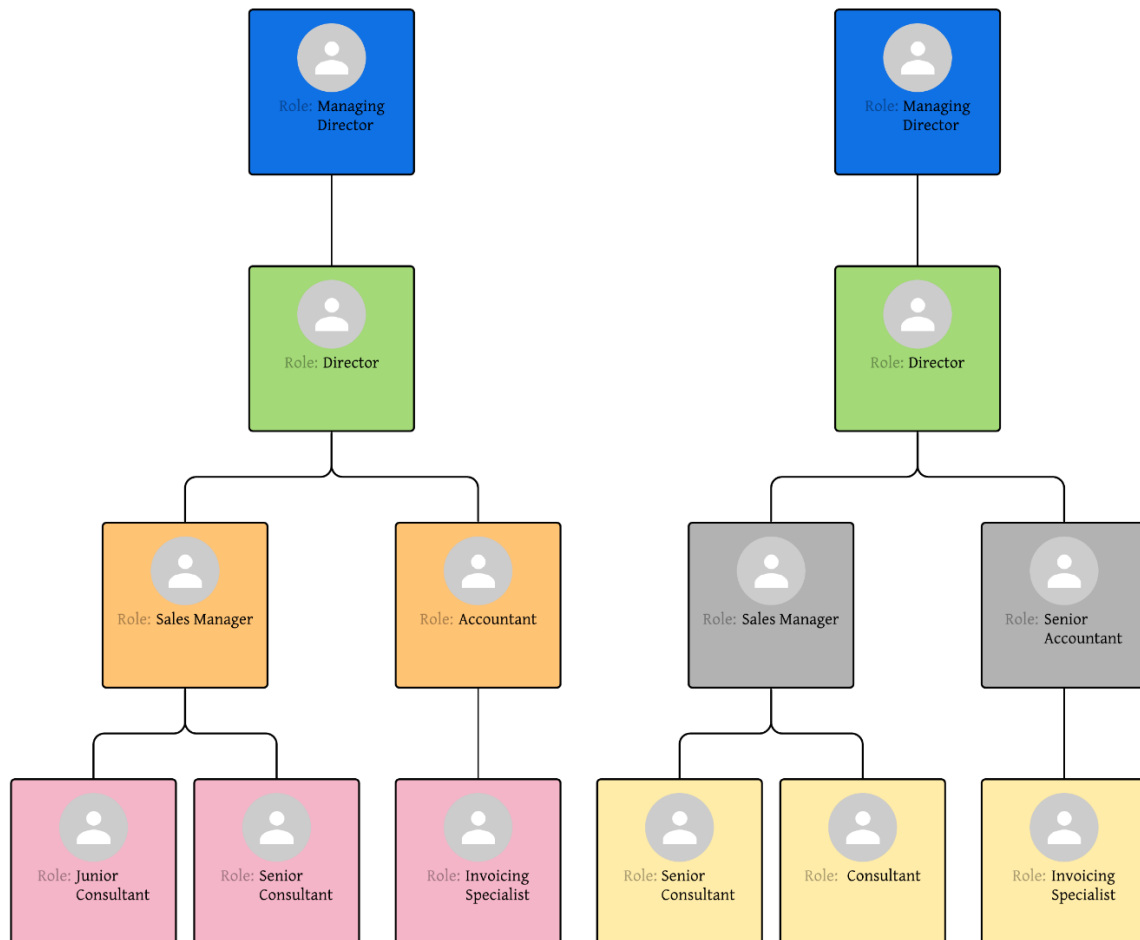 Role: Managing
Director
Role: Managing
Director
Role: Director
Role: Director
Role: Sales Manager
Role: Accountant
Role: Sales Manager
Role: Senior
Accountant
Role: Junior
Consultant
Role: Senior
Consultant
Role: Invoicing
Specialist
Role: Senior
Consultant
Role: Consultant
Role: Invoicing
Specialist